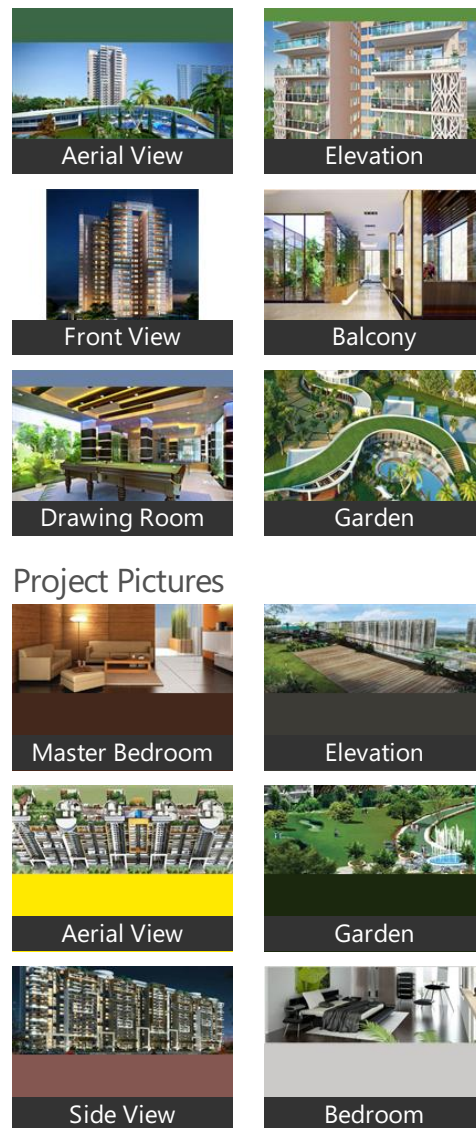 Aerial View
Elevation
Front View
Balcony
Drawing Room
Garden
Project Pictures
Master Bedroom
Elevation
Aerial View
Garden
Side View
Bedroom